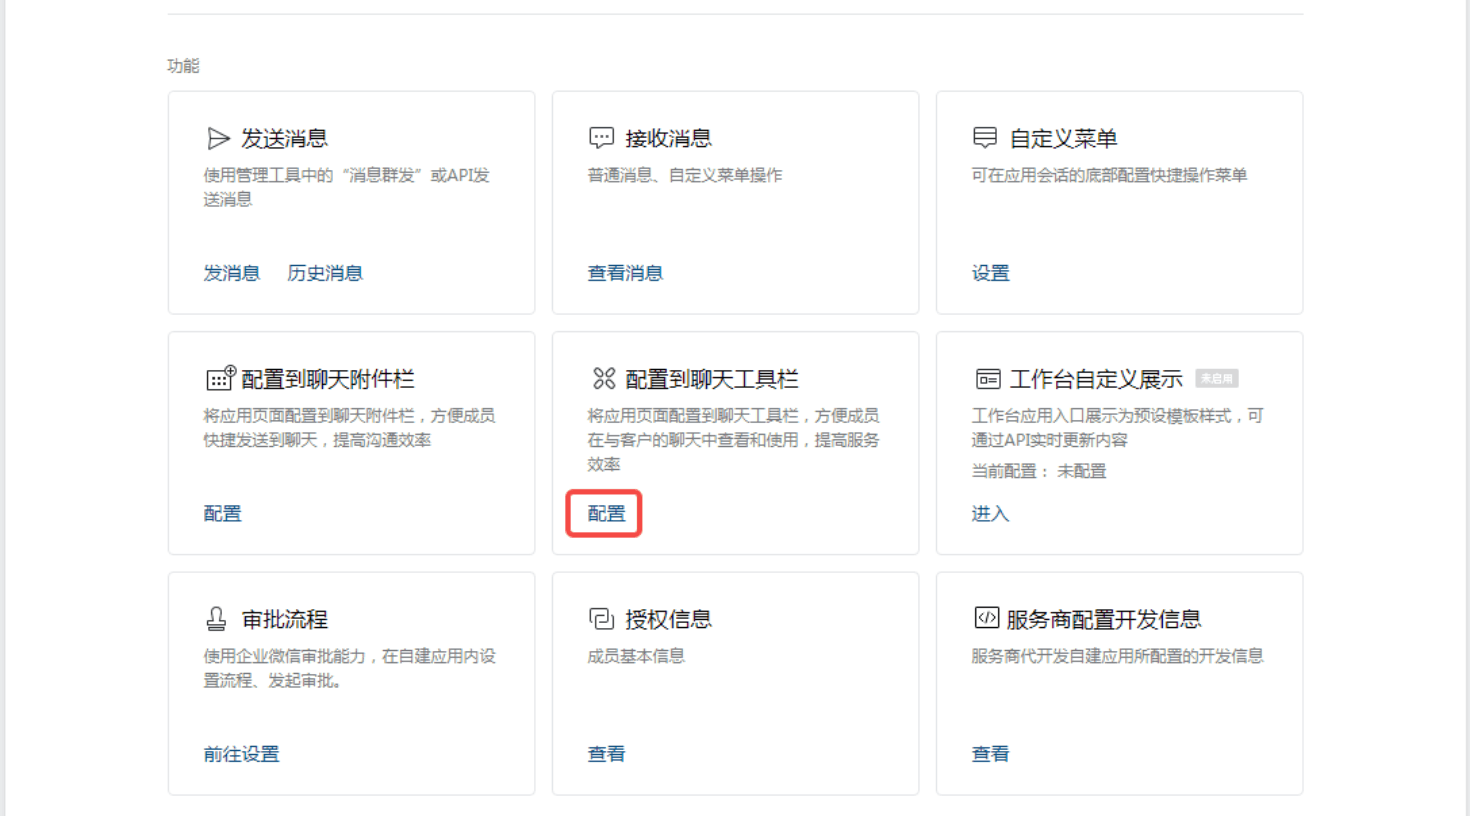 功能
发送消息
使用管理工具中的“消息群发”或API发
送消息
发消息 历史消息
接收消息
普通消息、自定义菜单操作
查看消息
自定义菜单
可在应用会话的底部配置快捷操作菜单
设置
配置到聊天附件栏
将应用页面配置到聊天附件栏，方便成员
快捷发送到聊天，提高沟通效率
配置
配置到聊天工具栏
将应用页面配置到聊天工具栏，方便成员
在与客户的聊天中查看和使用，提高服务
效率
配置
工作台自定义展示 未启用
工作台应用入口展示为预设模板样式，可
通过API实时更新内容
当前配置： 未配置
进入
审批流程
使用企业微信审批能力，在自建应用内设
置流程、发起审批。
前往设置
授权信息
成员基本信息
查看
服务商配置开发信息
服务商代开发自建应用所配置的开发信息
查看